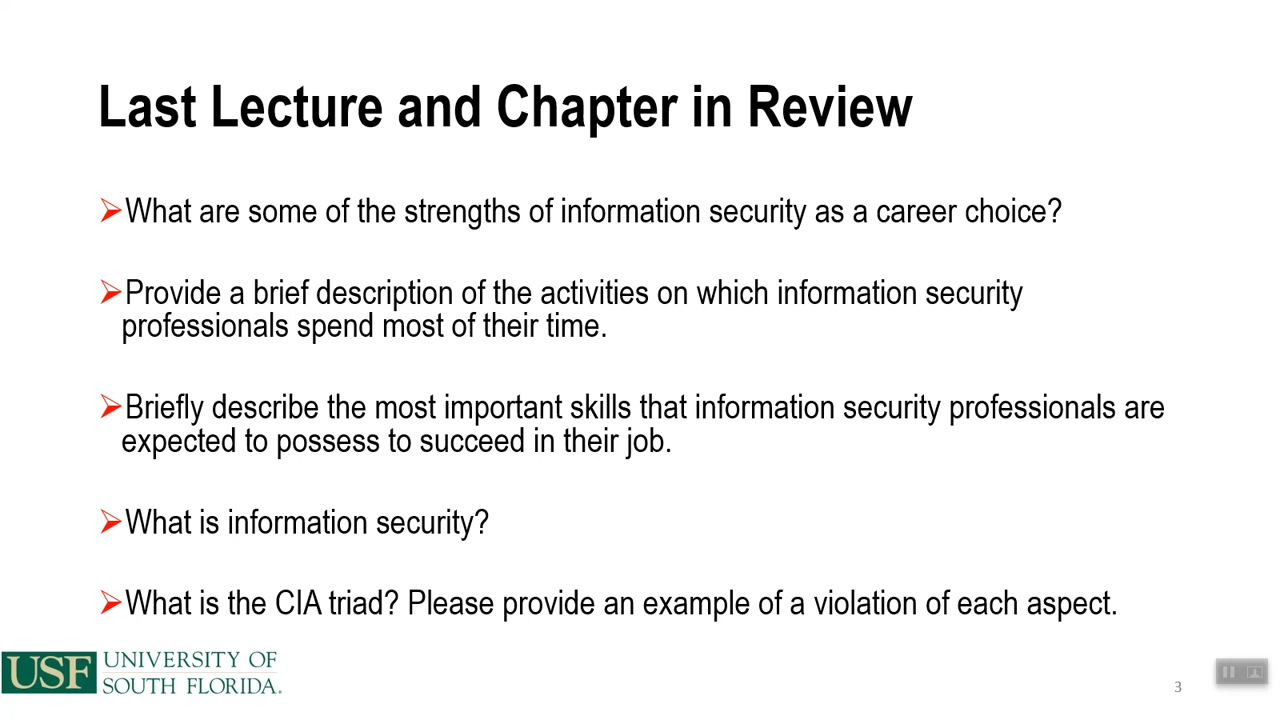 Last Lecture and Chapter in Review
What are some of the strengths of information security as a career choice?
Provide a brief description of the activities on which information security
professionals spend most of their time.
Briefly describe the most important skills that information security professionals are
expected to possess to succeed in their job.
What is information security?
What is the CIA triad? Please provide an example of a violation of each aspect.
USF UNIVERSITY OF
SOUTH FLORIDA.
3